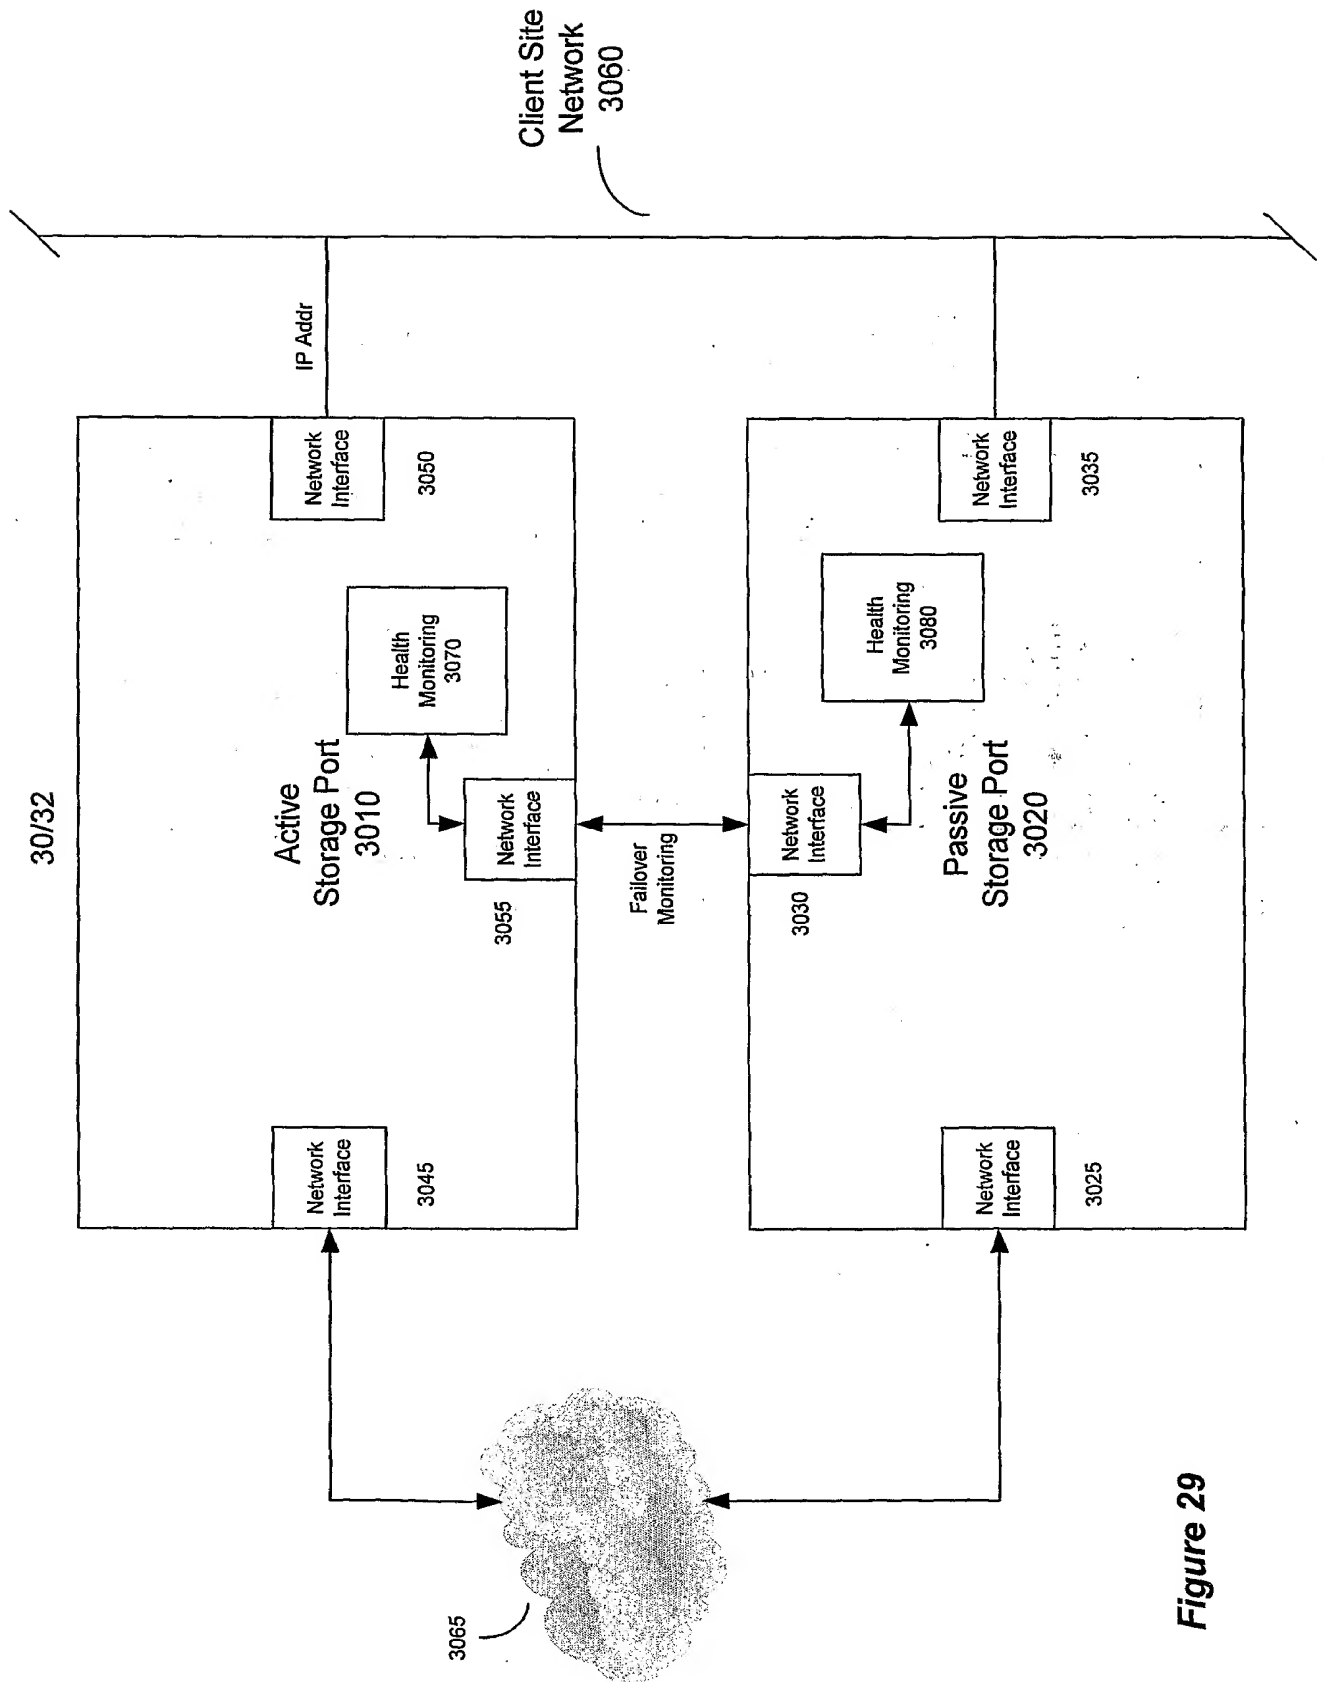 30/32
Active
Storage Port
3010
Network
Interface
3045
Network
Interface
3055
Health
Monitoring
3070
Network
Interface
3050
IP Addr
Client Site
Network
3060
Failover
Monitoring
3065
Network
Interface
3030
Passive
Storage Port
3020
Health
Monitoring
3080
Network
Interface
3035
Network
Interface
3025
Figure 29